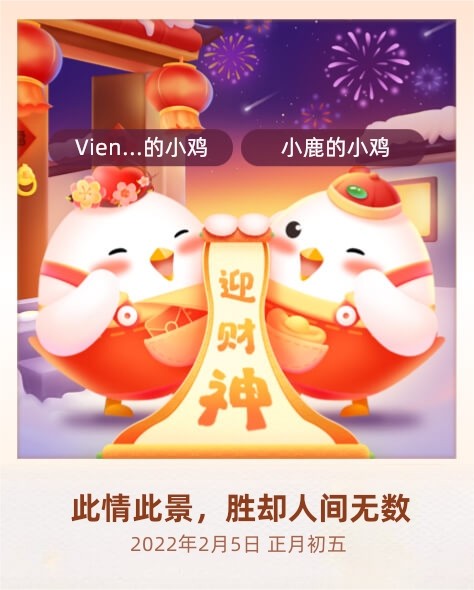 Vien...的小鸡
小鹿的小鸡
迎
财
神
此情此景，胜却人间无数
2022年2月5日 正月初五